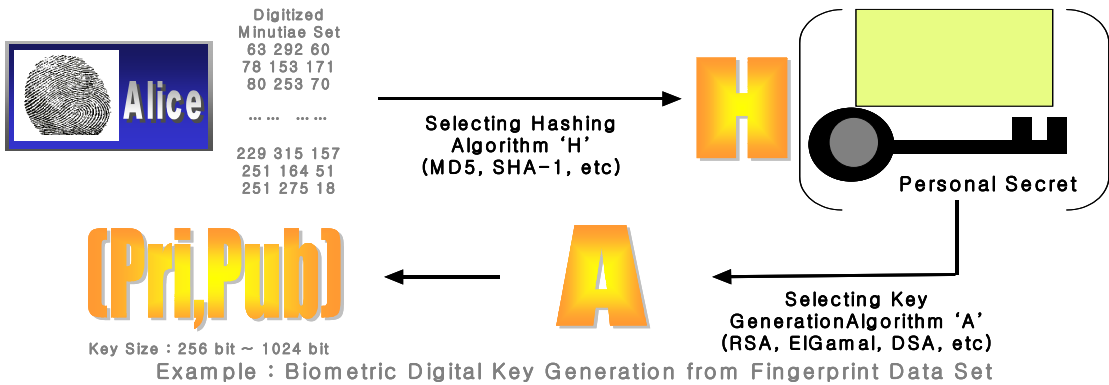 Digitized
Minutiae Set
63 292 60
78 153 171
80 253 70
... ...   ... ...
229 315 157
251 164 51
251 275 18
Alice
Selecting Hashing
Algorithm ‘H’
(MD5, SHA-1, etc)
H
Personal Secret
Selecting Key
GenerationAlgorithm ‘A’
(RSA, ElGamal, DSA, etc)
A
(Pri,Pub)
Key Size : 256 bit ~ 1024 bit
Example : Biometric Digital Key Generation from Fingerprint Data Set